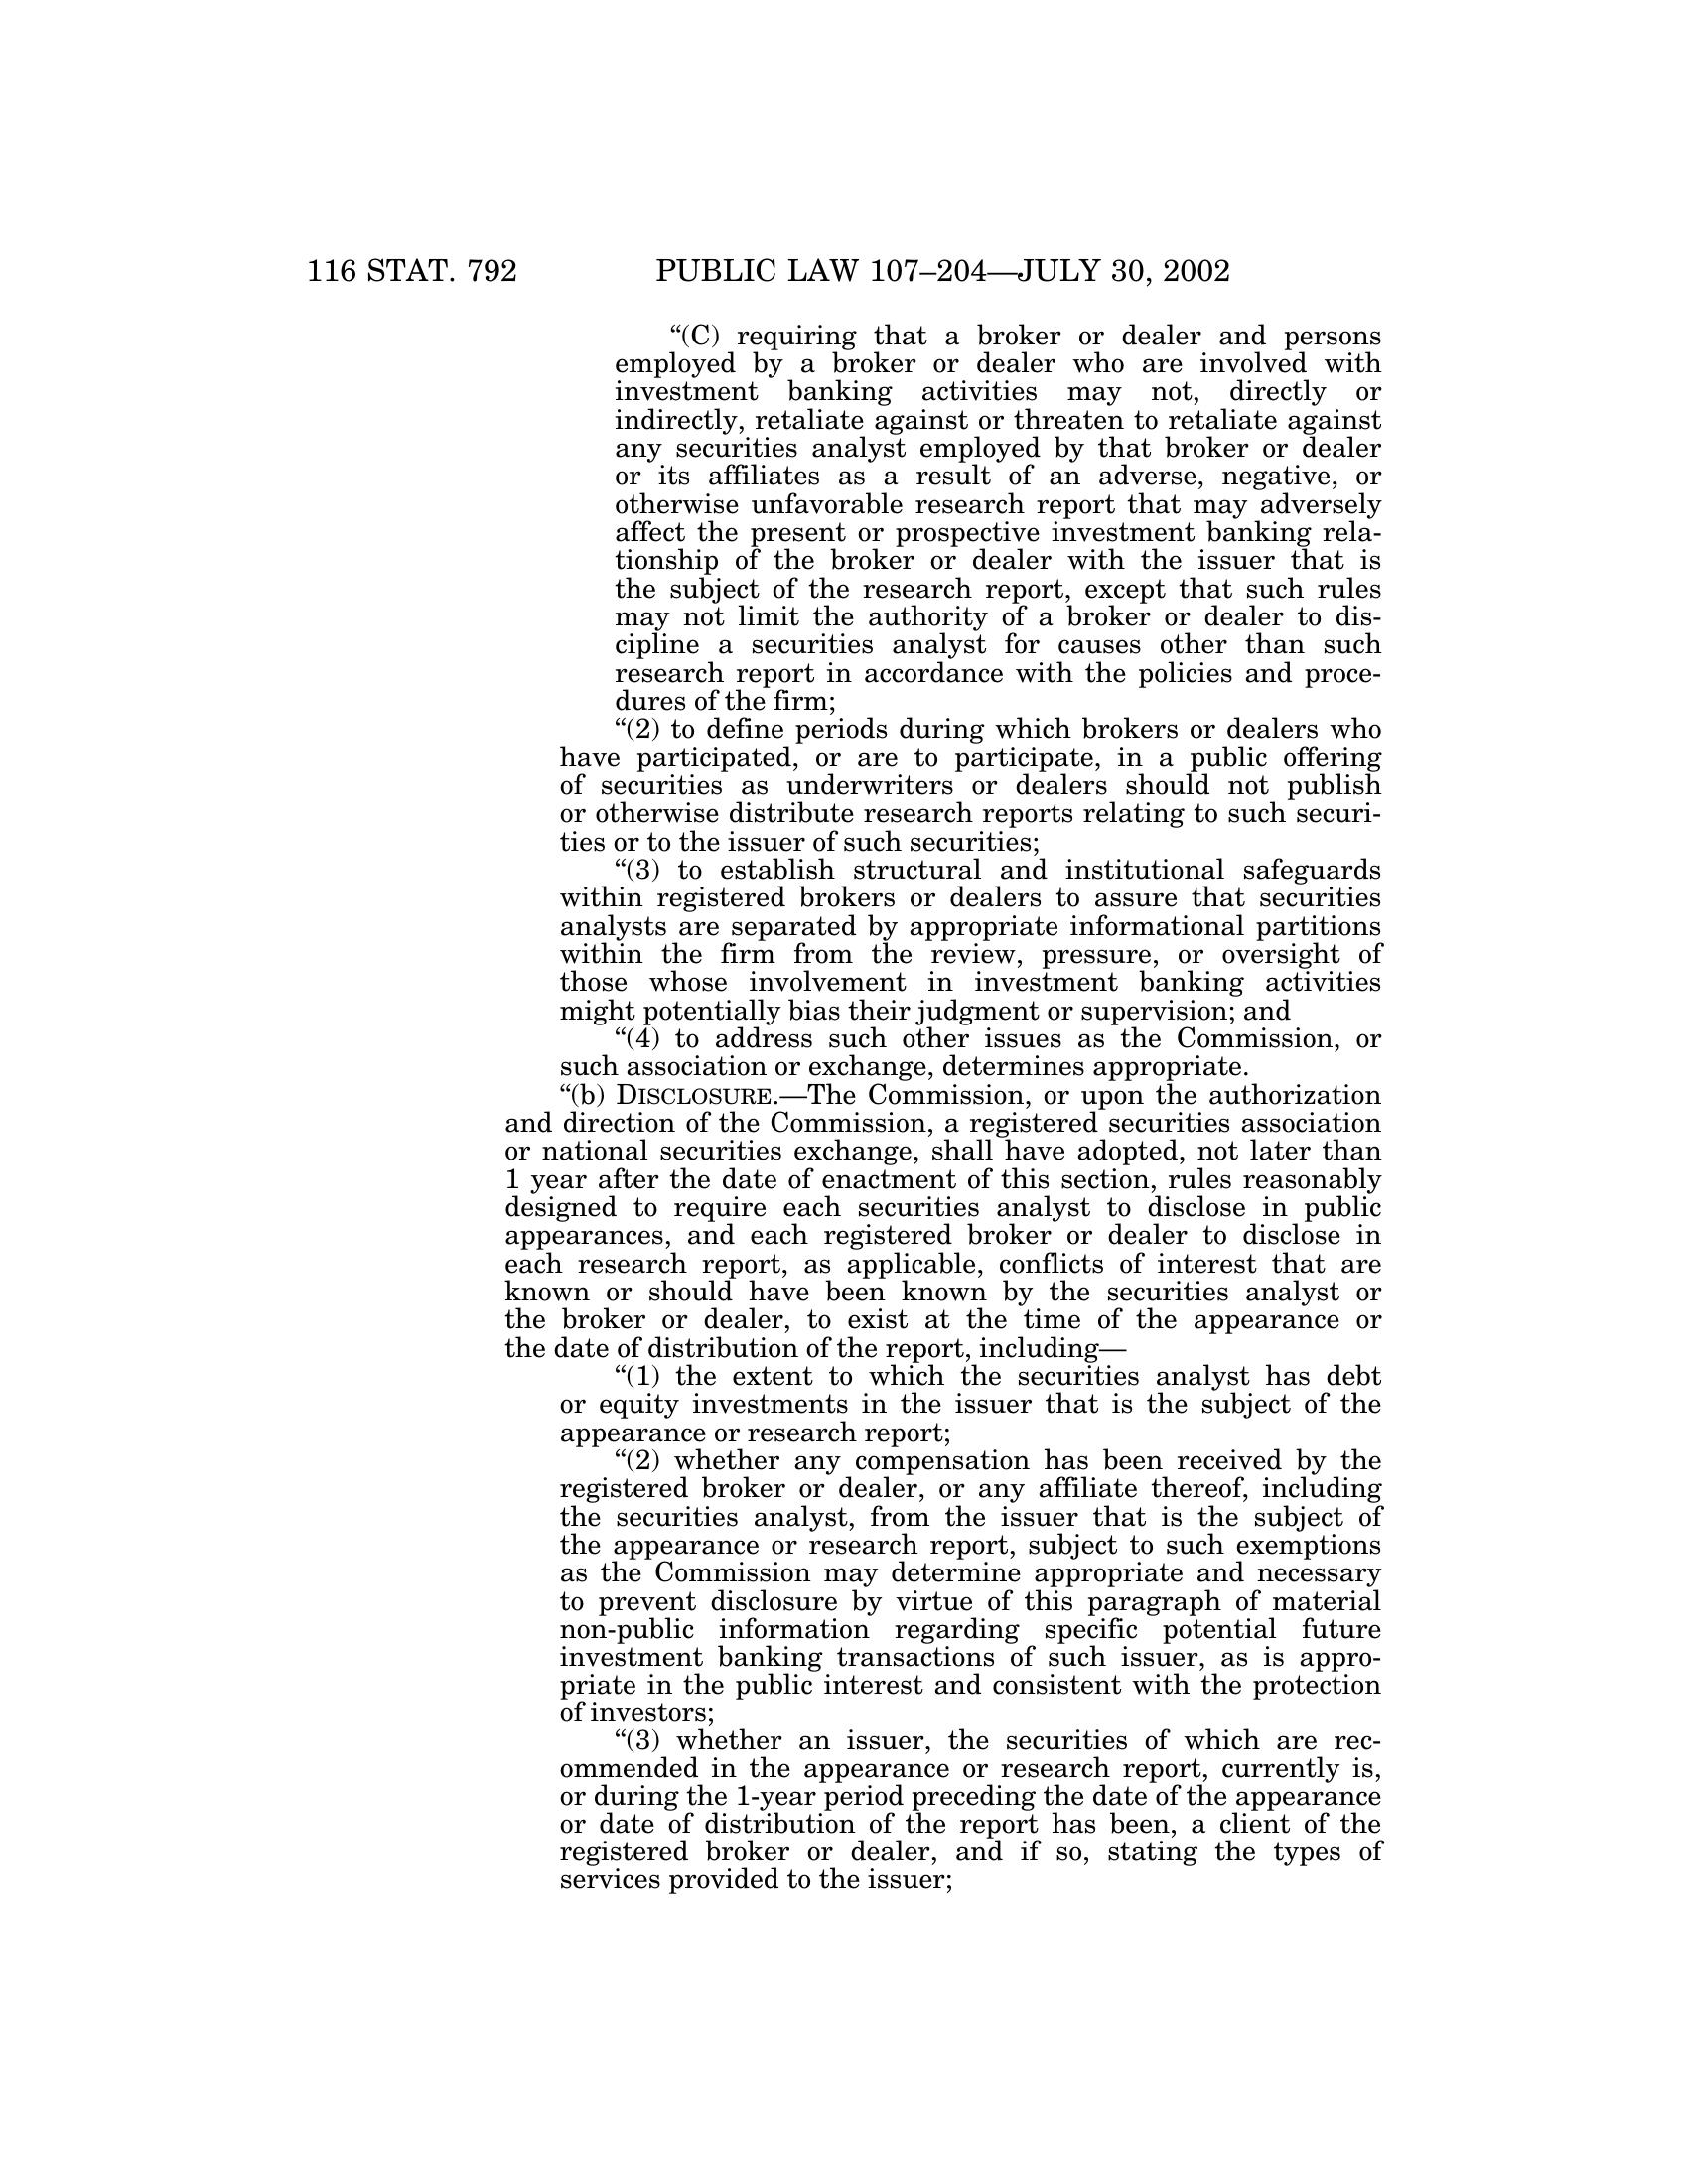 116 STAT. 792 PUBLIC LAW 107–204—JULY 30, 2002
“(C) requiring that a broker or dealer and persons
employed by a broker or dealer who are involved with
investment banking activities may not, directly or
indirectly, retaliate against or threaten to retaliate against
any securities analyst employed by that broker or dealer
or its affiliates as a result of an adverse, negative, or
otherwise unfavorable research report that may adversely
affect the present or prospective investment banking rela-
tionship of the broker or dealer with the issuer that is
the subject of the research report, except that such rules
may not limit the authority of a broker or dealer to dis-
cipline a securities analyst for causes other than such
research report in accordance with the policies and proce-
dures of the firm;
“(2) to define periods during which brokers or dealers who
have participated, or are to participate, in a public offering
of securities as underwriters or dealers should not publish
or otherwise distribute research reports relating to such securi-
ties or to the issuer of such securities;
“(3) to establish structural and institutional safeguards
within registered brokers or dealers to assure that securities
analysts are separated by appropriate informational partitions
within the firm from the review, pressure, or oversight of
those whose involvement in investment banking activities
might potentially bias their judgment or supervision; and
“(4) to address such other issues as the Commission, or
such association or exchange, determines appropriate.
“(b) DISCLOSURE.—The Commission, or upon the authorization
and direction of the Commission, a registered securities association
or national securities exchange, shall have adopted, not later than
1 year after the date of enactment of this section, rules reasonably
designed to require each securities analyst to disclose in public
appearances, and each registered broker or dealer to disclose in
each research report, as applicable, conflicts of interest that are
known or should have been known by the securities analyst or
the broker or dealer, to exist at the time of the appearance or
the date of distribution of the report, including—
“(1) the extent to which the securities analyst has debt
or equity investments in the issuer that is the subject of the
appearance or research report;
“(2) whether any compensation has been received by the
registered broker or dealer, or any affiliate thereof, including
the securities analyst, from the issuer that is the subject of
the appearance or research report, subject to such exemptions
as the Commission may determine appropriate and necessary
to prevent disclosure by virtue of this paragraph of material
non-public information regarding specific potential future
investment banking transactions of such issuer, as is appro-
priate in the public interest and consistent with the protection
of investors;
“(3) whether an issuer, the securities of which are rec-
ommended in the appearance or research report, currently is,
or during the 1-year period preceding the date of the appearance
or date of distribution of the report has been, a client of the
registered broker or dealer, and if so, stating the types of
services provided to the issuer;